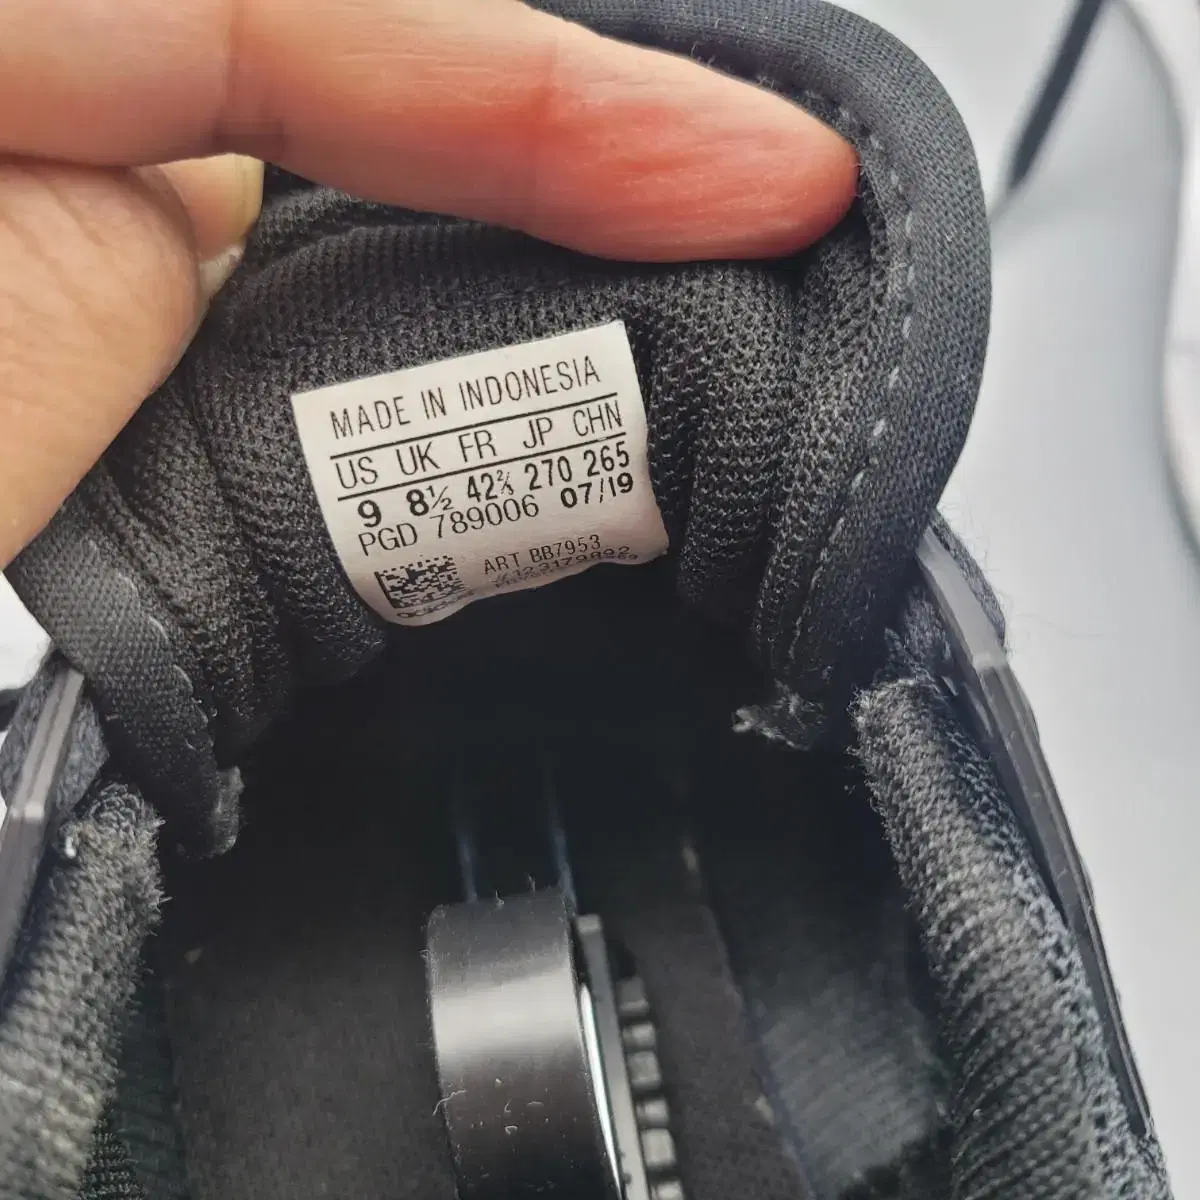 MADE IN INDONESIA
US UK FR JP CHN
9 8½ 42⅔ 270 265
PGD 789006 07/19
ART BB7953
adidas